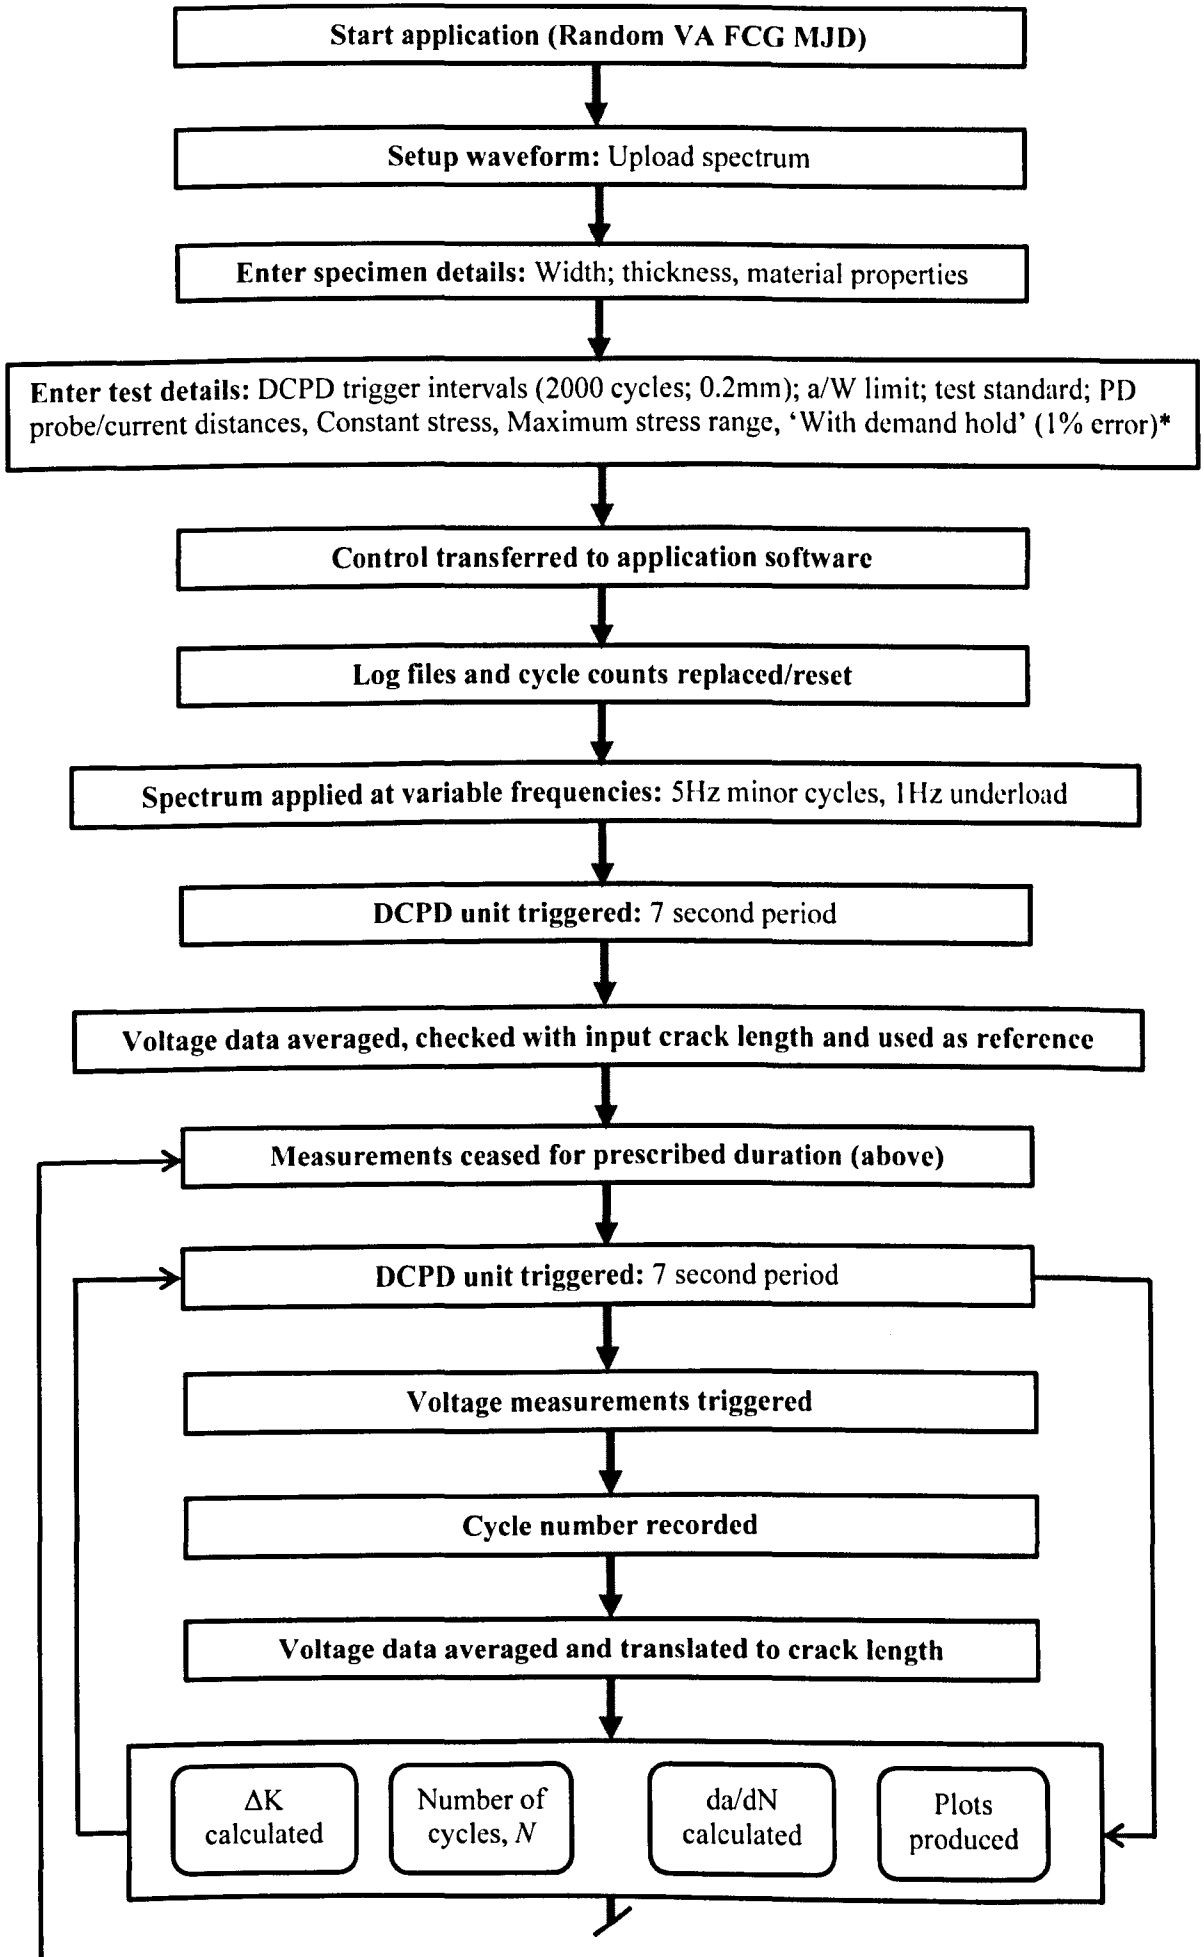 Start application (Random VA FCG MJD)
Setup waveform: Upload spectrum
Enter specimen details: Width; thickness, material properties
Enter test details: DCPD trigger intervals (2000 cycles; 0.2mm); a/W limit; test standard; PD
probe/current distances, Constant stress, Maximum stress range, ‘With demand hold’ (1% error)*
Control transferred to application software
Log files and cycle counts replaced/reset
Spectrum applied at variable frequencies: 5Hz minor cycles, 1Hz underload
DCPD unit triggered: 7 second period
Voltage data averaged, checked with input crack length and used as reference
Measurements ceased for prescribed duration (above)
DCPD unit triggered: 7 second period
Voltage measurements triggered
Cycle number recorded
Voltage data averaged and translated to crack length
ΔK
calculated
Number of
cycles, N
da/dN
calculated
Plots
produced